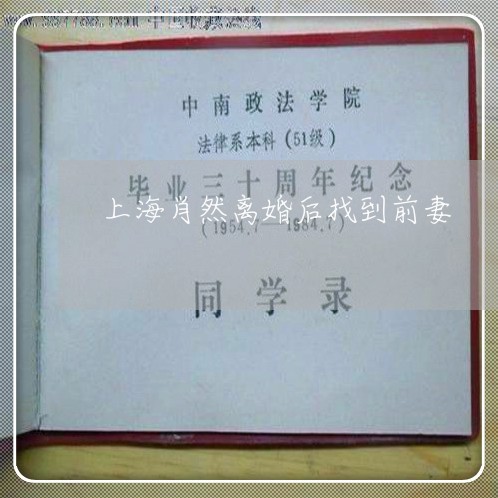 中南政法学院
法律系本科(51级)
毕业三十周年纪念
上海肖然离婚后找到前妻
(1954.7—1984.7)
同学录